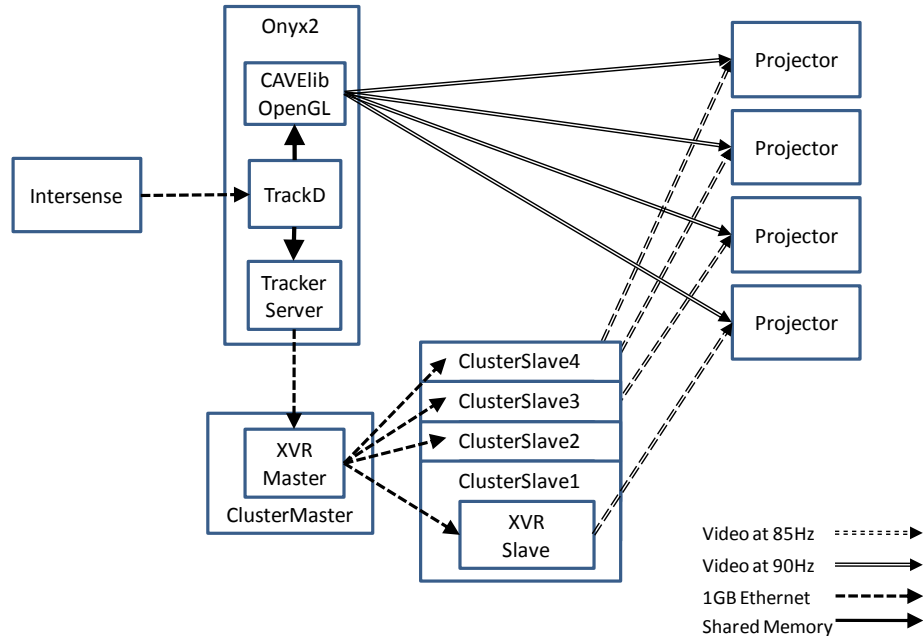 Onyx2
CAVElib
OpenGL
TrackD
Tracker
Server
Intersense
Projector
Projector
Projector
Projector
ClusterSlave4
ClusterSlave3
ClusterSlave2
ClusterSlave1
XVR
Slave
XVR
Master
ClusterMaster
Video at 85Hz
Video at 90Hz
1GB Ethernet
Shared Memory